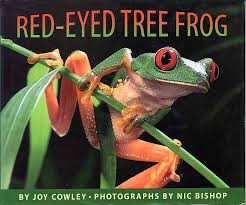 RED-EYED TREE FROG
BY JOY COWLEY • PHOTOGRAPHS BY NIC BISHOP